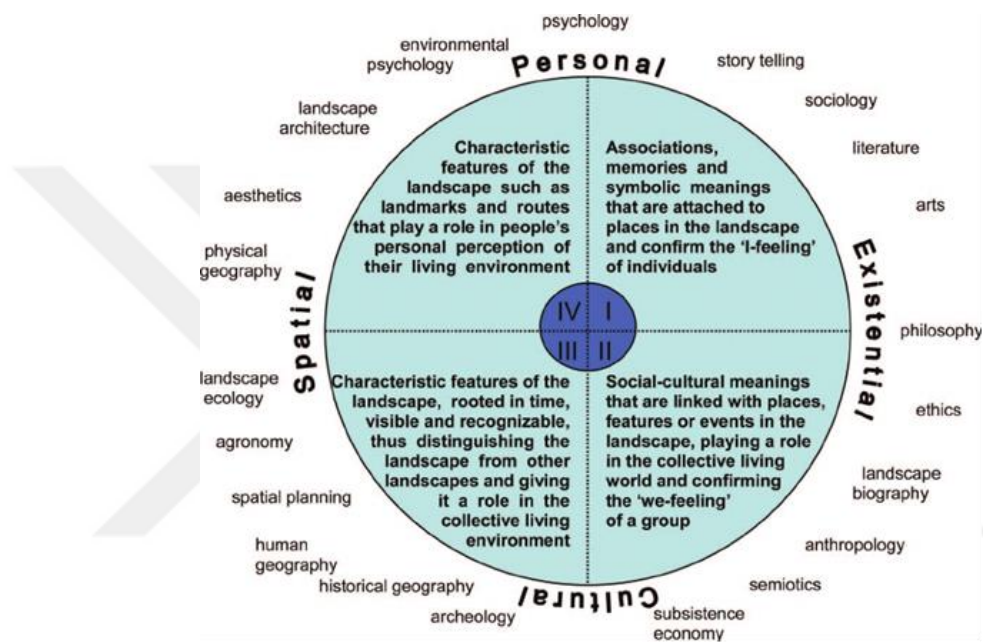 psychology
environmental
psychology
Personal
story telling
landscape
architecture
sociology
literature
aesthetics
arts
physical
geography
Spatial
Existential
philosophy
landscape
ecology
ethics
agronomy
landscape
biography
spatial planning
human
geography
anthropology
historical geography
semiotics
archeology
Cultural
subsistence
economy
Characteristic
features of the
landscape such as
landmarks and routes
that play a role in people's
personal perception of
their living environment
Associations,
memories and
symbolic meanings
that are attached to
places in the landscape
and confirm the 'I-feeling'
of individuals
IV I
III II
Characteristic features of the
landscape, rooted in time,
visible and recognizable,
thus distinguishing the
landscape from other
landscapes and giving
it a role in the
collective living
environment
Social-cultural meanings
that are linked with places,
features or events in the
landscape, playing a role
in the collective living
world and confirming
the 'we-feeling'
of a group